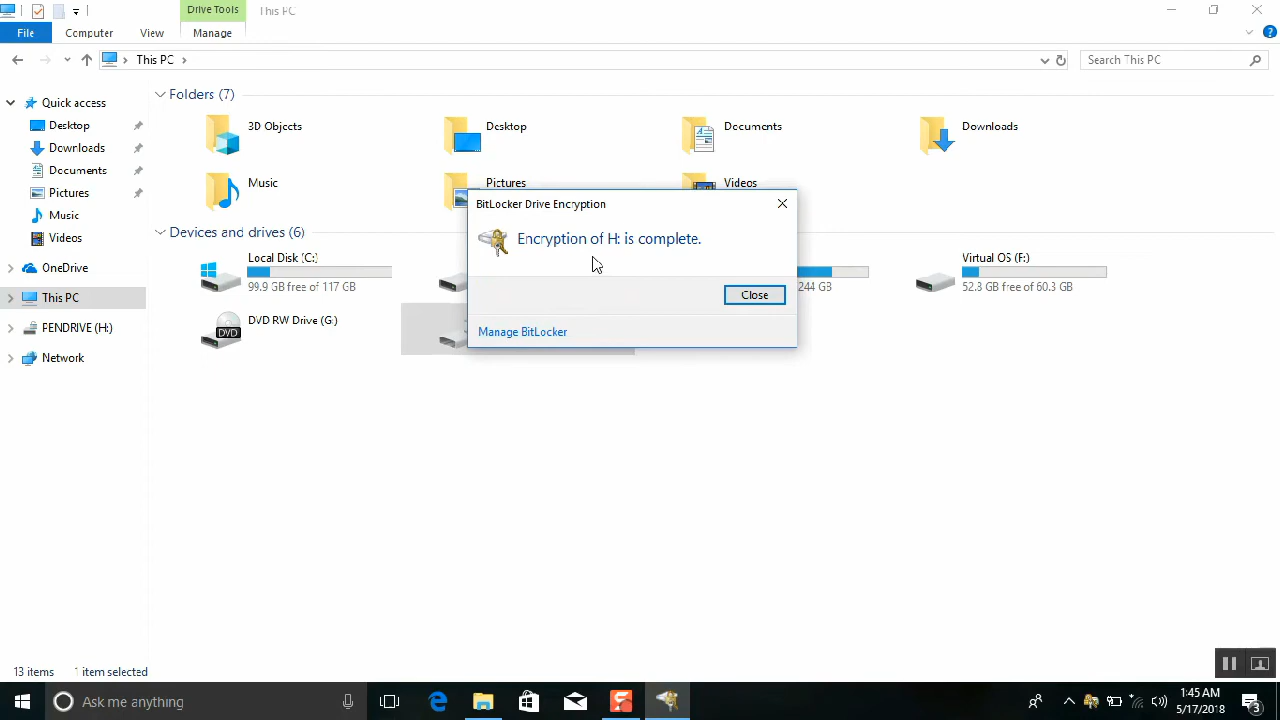 Drive Tools
This PC
File
Computer
View
Manage
This PC
Search This PC
Quick access
Desktop
Downloads
Documents
Pictures
Music
Videos
OneDrive
This PC
PENDRIVE (H:)
Network
Folders (7)
3D Objects
Desktop
Documents
Downloads
Music
Pictures
Videos
Devices and drives (6)
Local Disk (C:)
99.9 GB free of 117 GB
244 GB
Virtual OS (F:)
52.3 GB free of 60.3 GB
DVD RW Drive (G:)
DVD
BitLocker Drive Encryption
Encryption of H: is complete.
Close
Manage BitLocker
13 items
1 item selected
Ask me anything
1:45 AM
5/17/2018
3